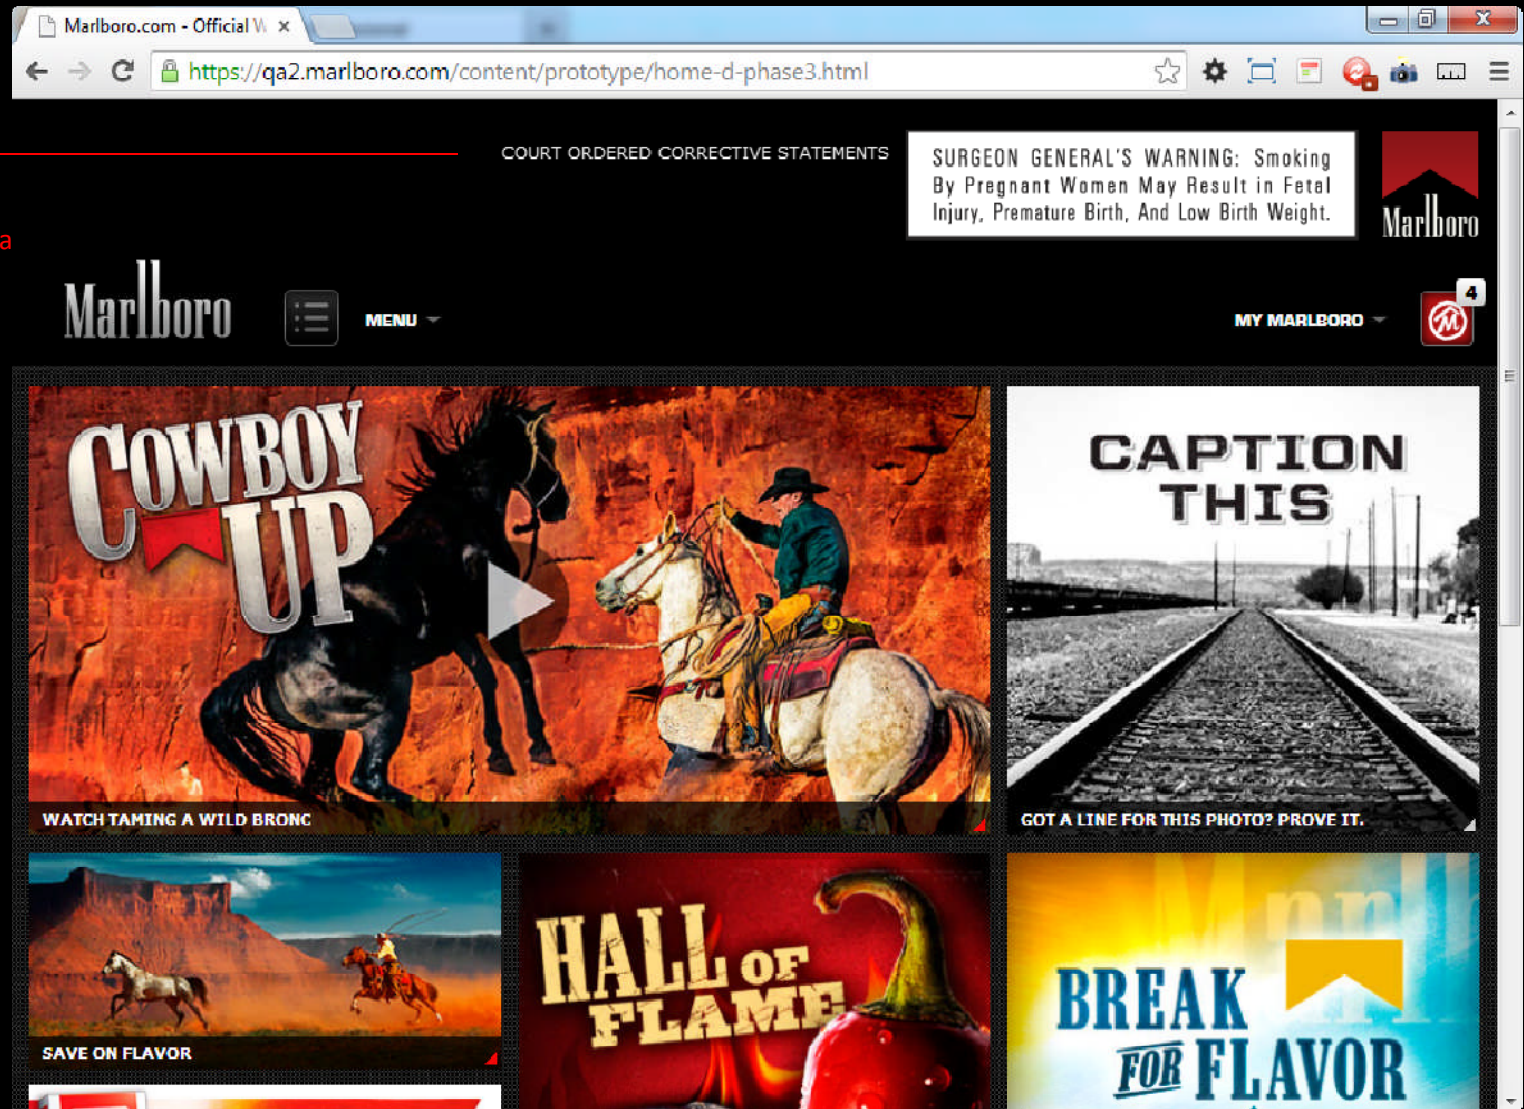 Marlboro.com - Official W
https://qa2.marlboro.com/content/prototype/home-d-phase3.html
COURT ORDERED CORRECTIVE STATEMENTS
SURGEON GENERAL'S WARNING: Smoking
By Pregnant Women May Result in Fetal
Injury, Premature Birth, And Low Birth Weight.
Marlboro
a
Marlboro
MENU
MY MARLBORO
4
M
COWBOY
UP
CAPTION
THIS
WATCH TAMING A WILD BRONC
GOT A LINE FOR THIS PHOTO? PROVE IT.
HALL OF
FLAME
BREAK
FOR FLAVOR
SAVE ON FLAVOR